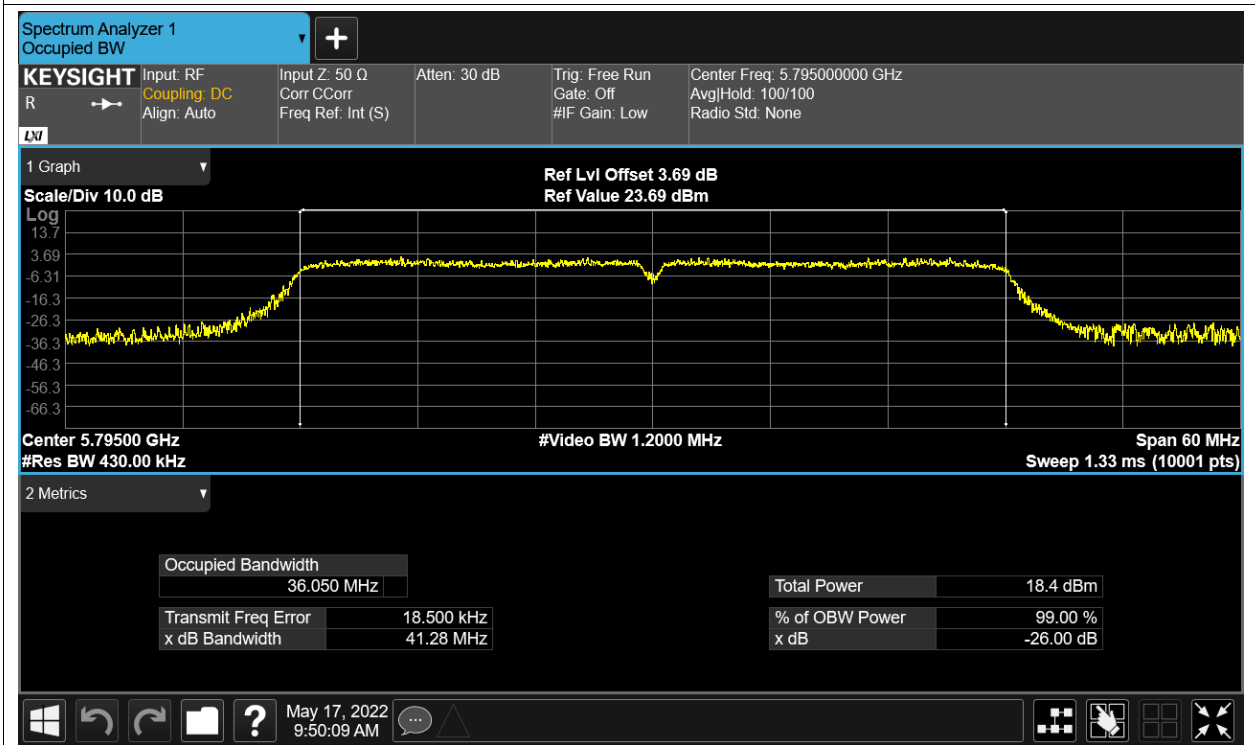 Spectrum Analyzer 1
Occupied BW
KEYSIGHT Input: RF Input Z: 50 Ω Atten: 30 dB Trig: Free Run Center Freq: 5.795000000 GHz
R Coupling: DC Corr CCorr Gate: Off Avg|Hold: 100/100
Align: Auto Freq Ref: Int (S) #IF Gain: Low Radio Std: None
LXI
1 Graph
Ref Lvl Offset 3.69 dB
Scale/Div 10.0 dB Ref Value 23.69 dBm
Log
13.7
3.69
-6.31
-16.3
-26.3
-36.3
-46.3
-56.3
-66.3
Center 5.79500 GHz #Video BW 1.2000 MHz Span 60 MHz
#Res BW 430.00 kHz Sweep 1.33 ms (10001 pts)
2 Metrics
Occupied Bandwidth
36.050 MHz Total Power 18.4 dBm
Transmit Freq Error 18.500 kHz % of OBW Power 99.00 %
x dB Bandwidth 41.28 MHz x dB -26.00 dB
? May 17, 2022
9:50:09 AM